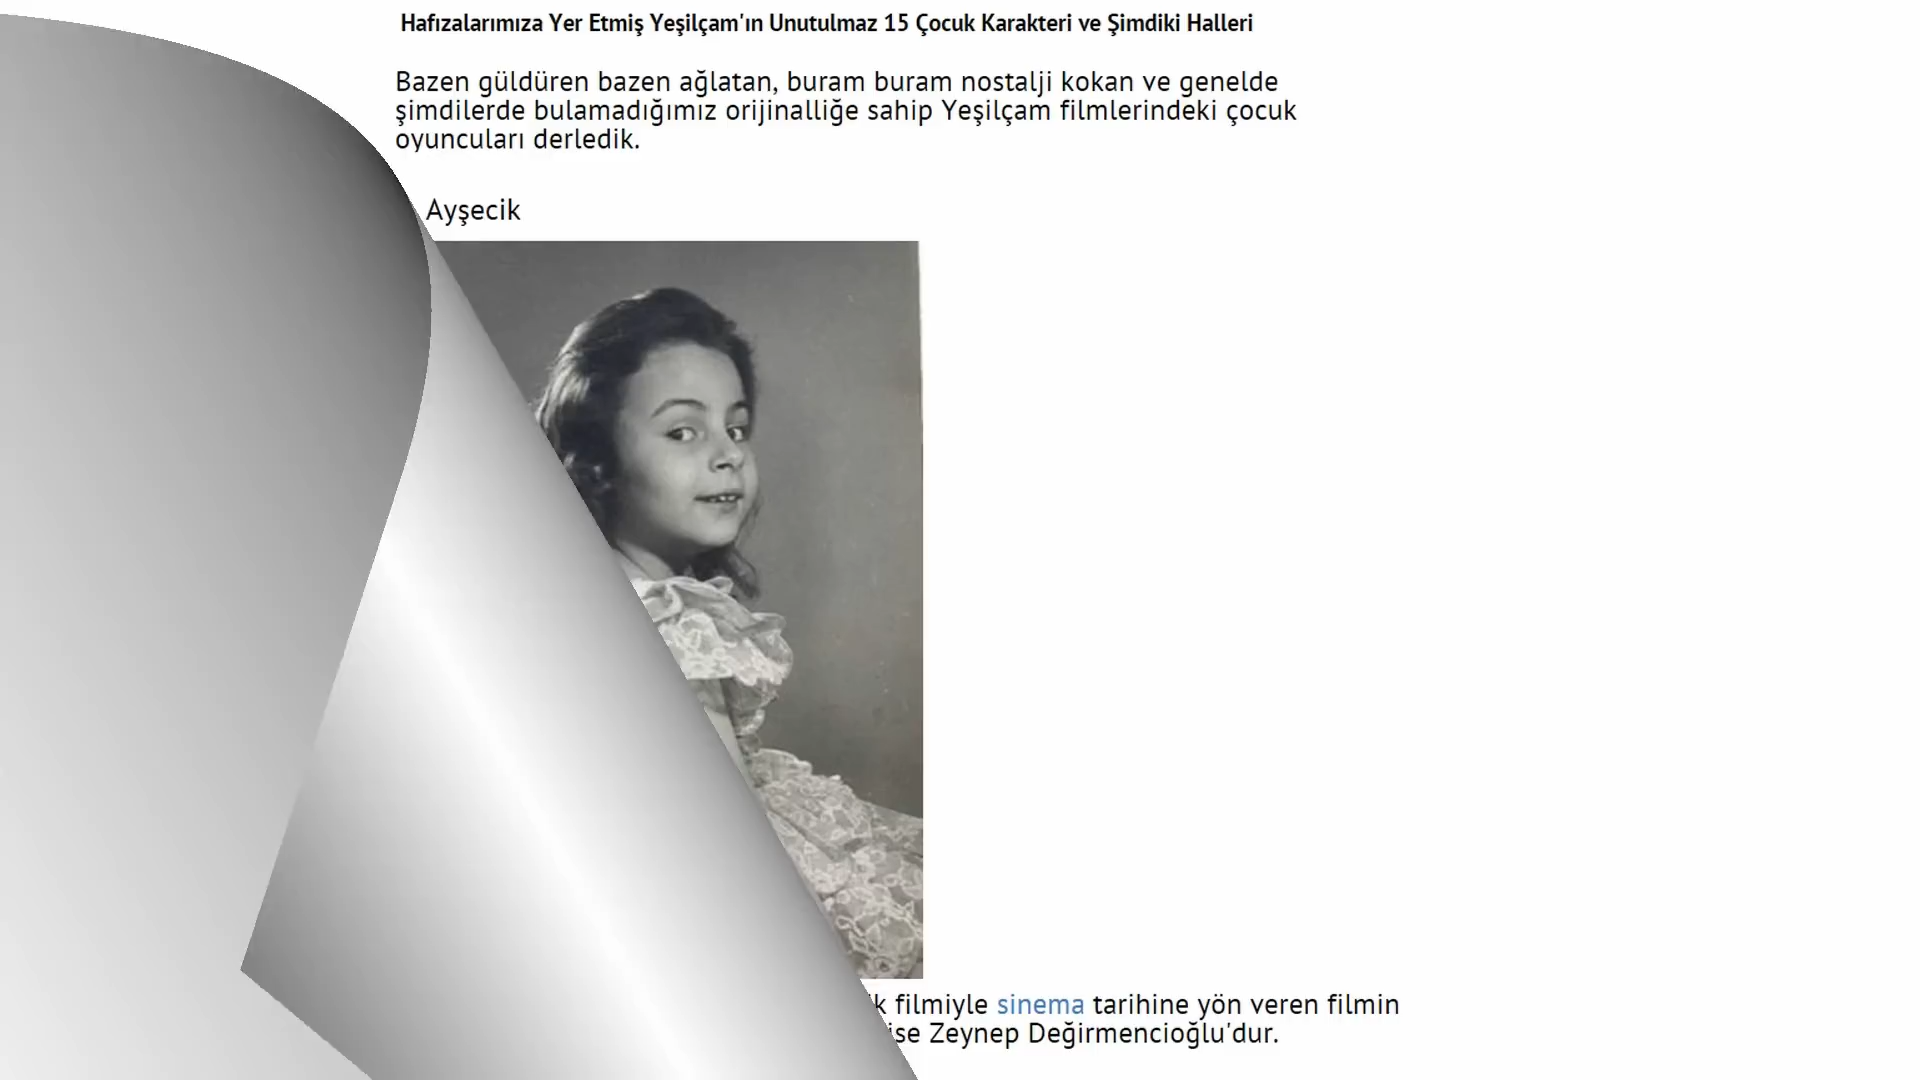 Hafızalarımıza Yer Etmiş Yeşilçam'ın Unutulmaz 15 Çocuk Karakteri ve Şimdiki Halleri
Bazen güldüren bazen ağlatan, buram buram nostalji kokan ve genelde
şimdilerde bulamadığımız orijinalliğe sahip Yeşilçam filmlerindeki çocuk
oyuncuları derledik.
Ayşecik
filmiyle sinema tarihine yön veren filmin
ise Zeynep Değirmencioğlu'dur.